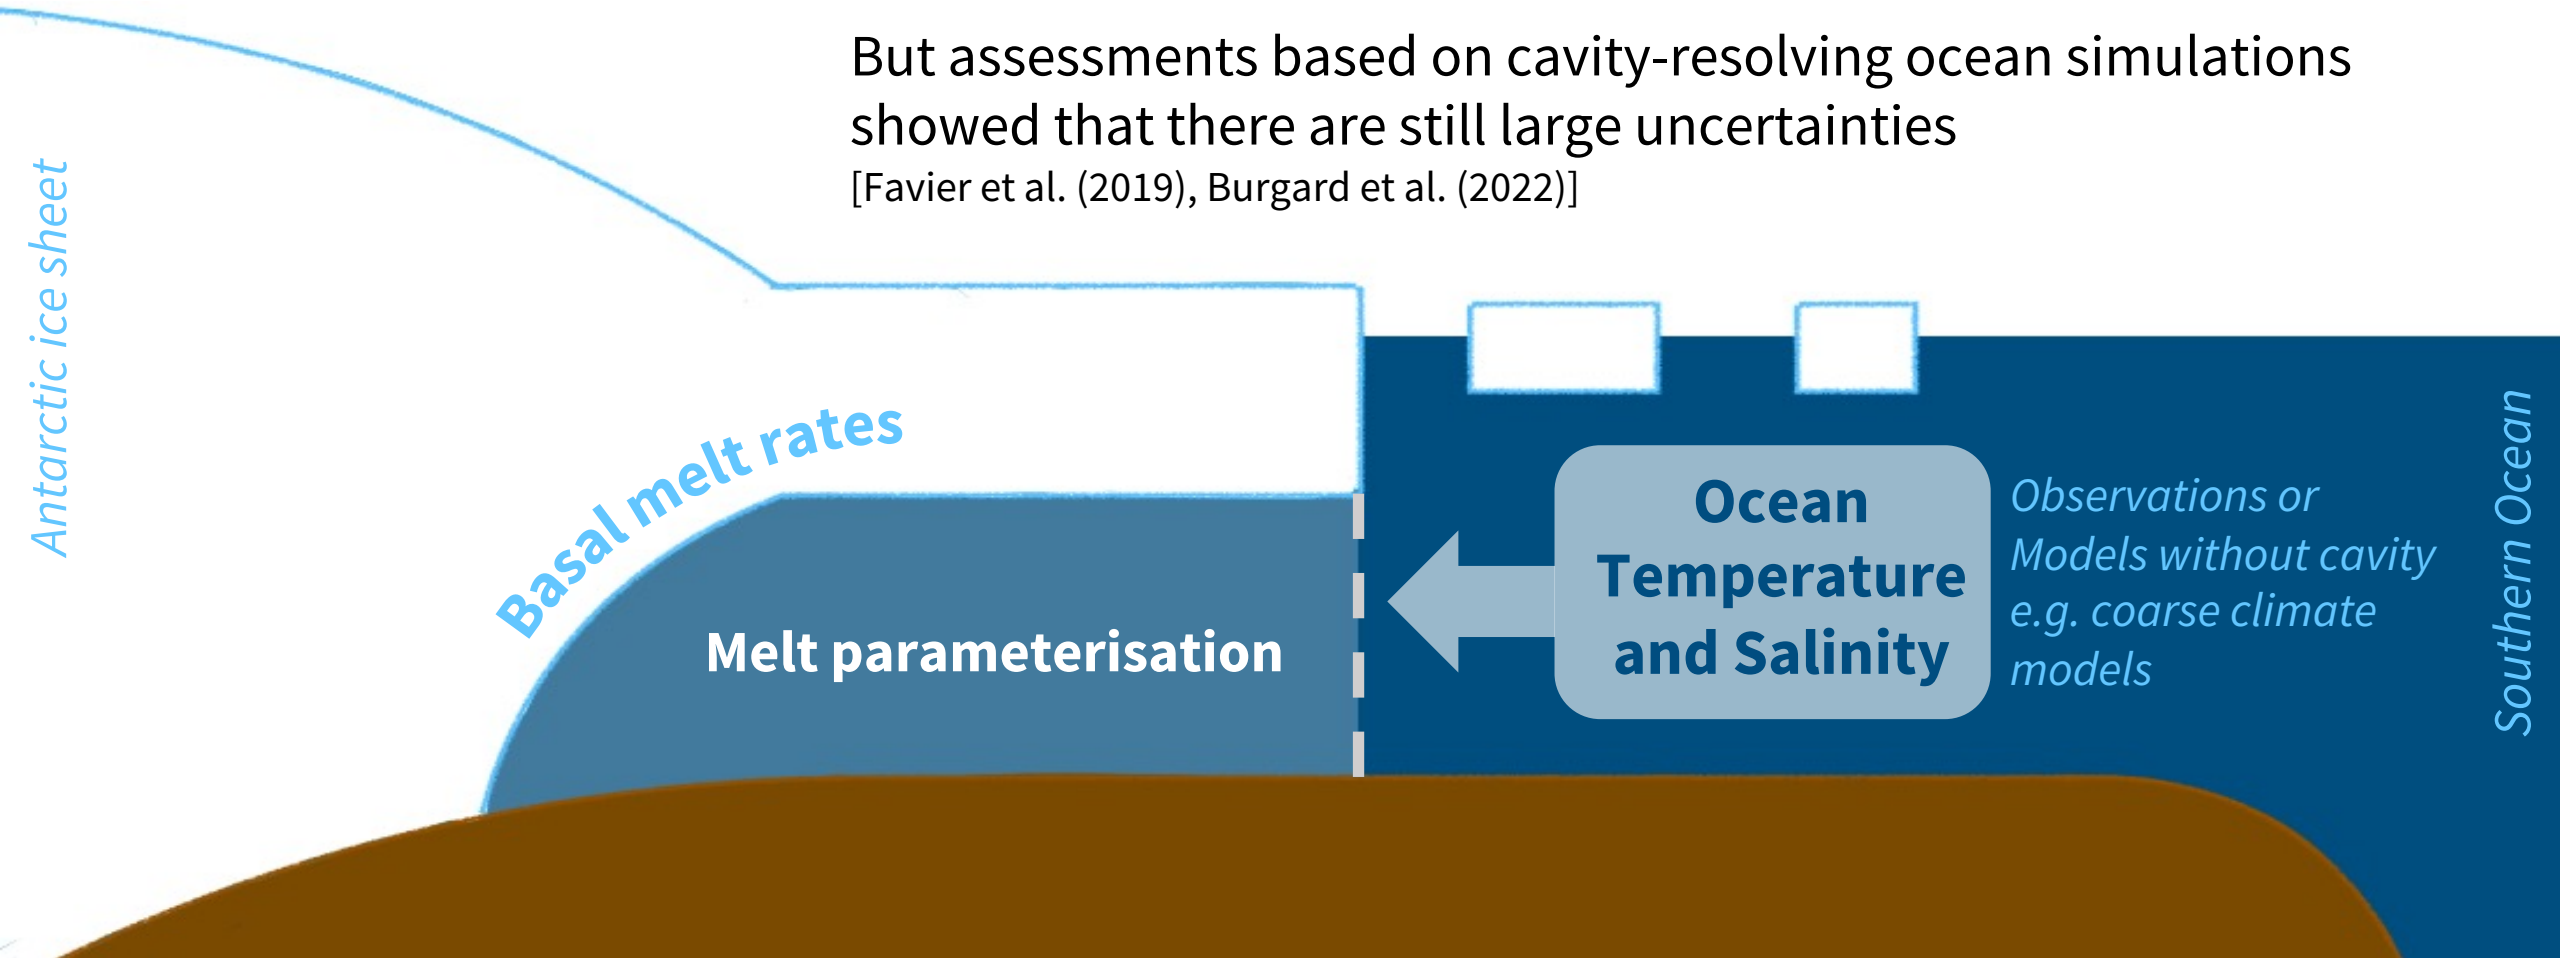 But assessments based on cavity-resolving ocean simulations
showed that there are still large uncertainties
[Favier et al. (2019), Burgard et al. (2022)]
Antarctic ice sheet
Basal melt rates
Melt parameterisation
Ocean
Temperature
and Salinity
Observations or
Models without cavity
e.g. coarse climate
models
Southern Ocean